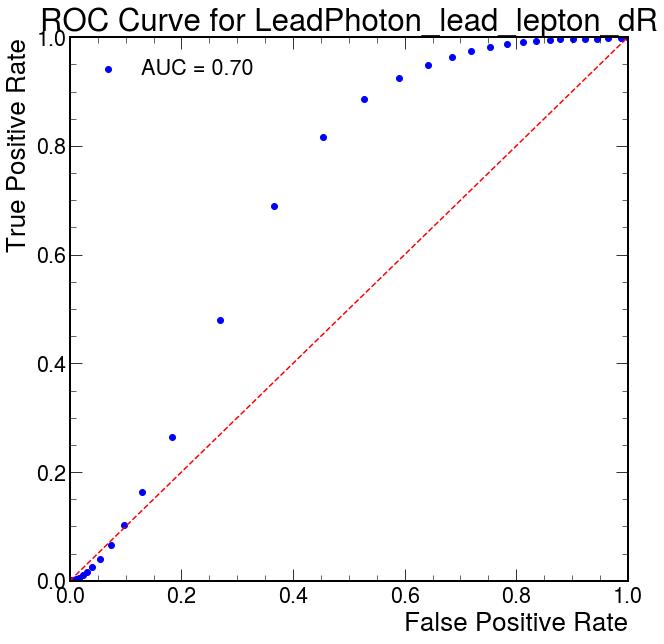 ROC Curve for LeadPhoton_lead_lepton_dR
True Positive Rate
AUC = 0.70
1.0
0.8
0.6
0.4
0.2
0.0
0.0 0.2 0.4 0.6 0.8 1.0
False Positive Rate